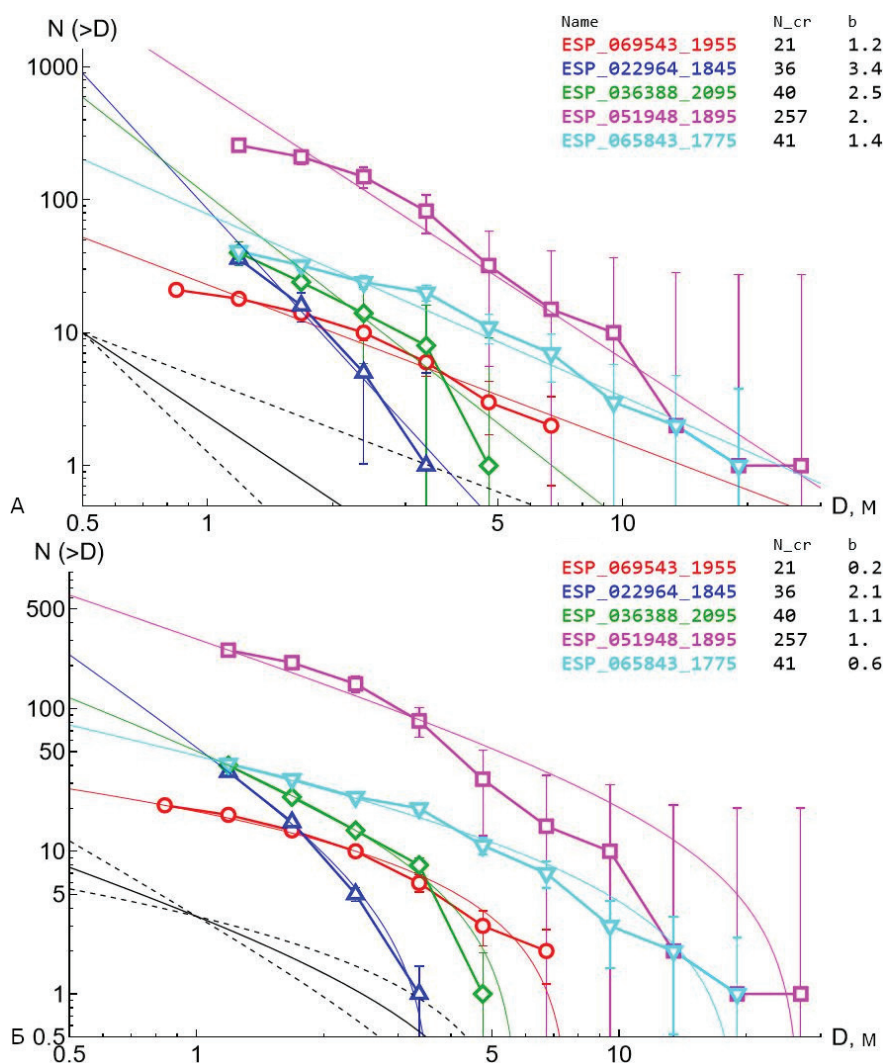 N (>D)
Name N_cr b
ESP_069543_1955 21 1.2
ESP_022964_1845 36 3.4
ESP_036388_2095 40 2.5
ESP_051948_1895 257 2.
ESP_065843_1775 41 1.4
1000
100
10
1
А
0.5 1 5 10 D, м
N (>D)
N_cr b
ESP_069543_1955 21 0.2
ESP_022964_1845 36 2.1
ESP_036388_2095 40 1.1
ESP_051948_1895 257 1.
ESP_065843_1775 41 0.6
500
100
50
10
5
1
Б 0.5
0.5 1 5 10 D, м